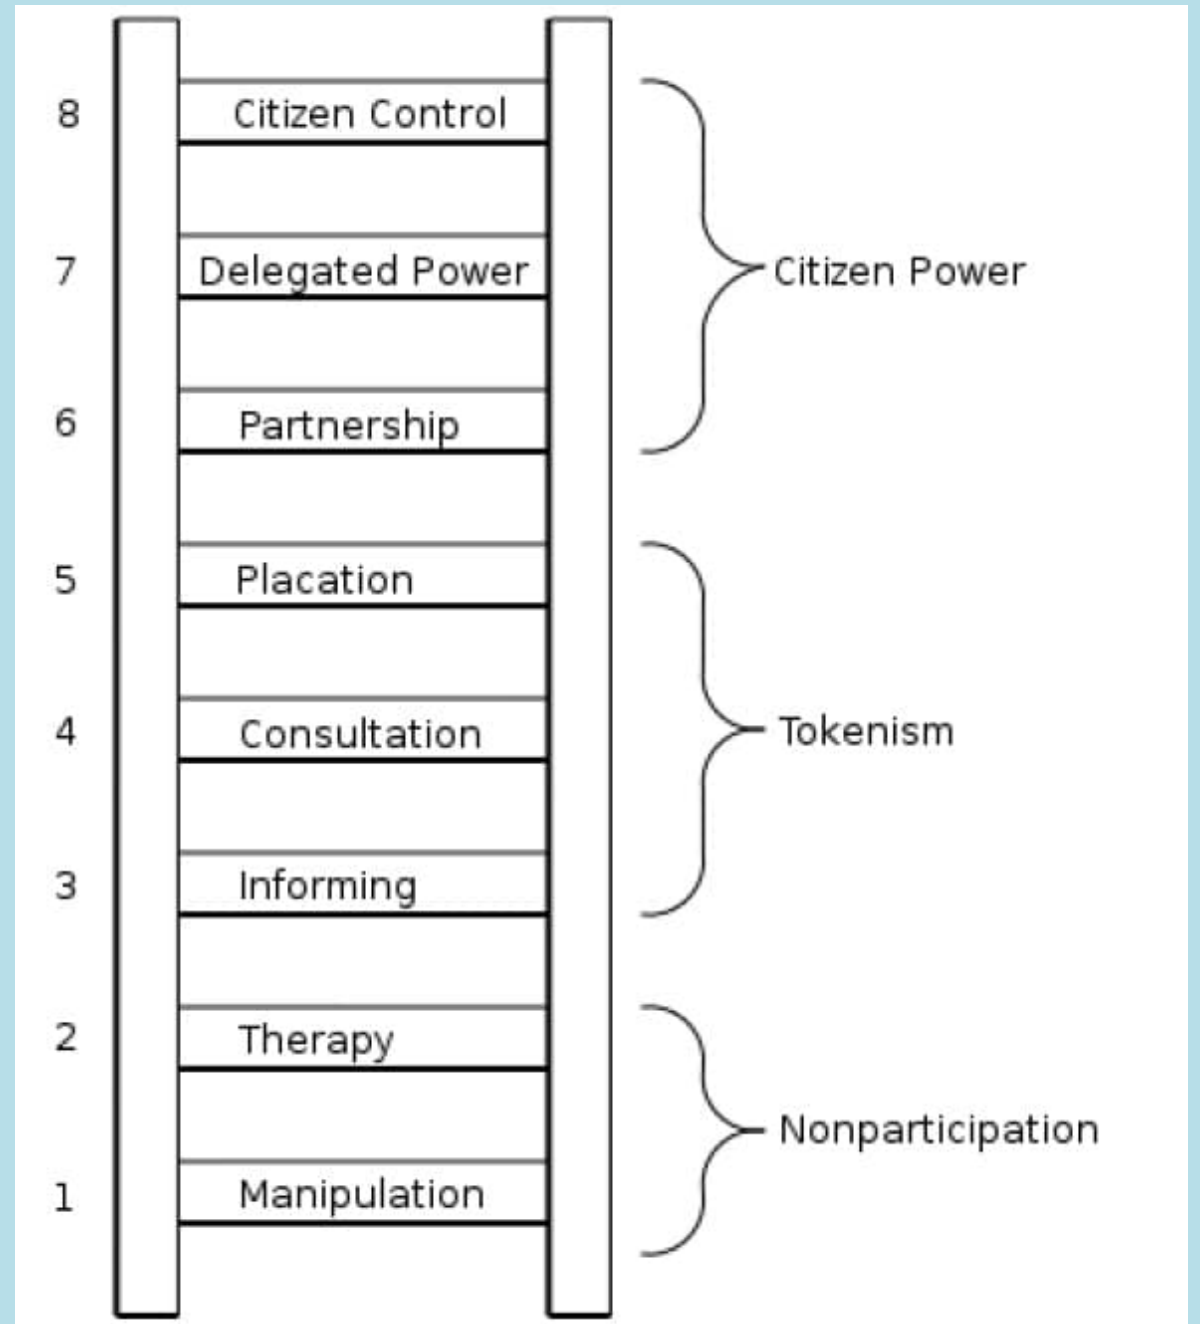 8 Citizen Control
7 Delegated Power
Citizen Power
6 Partnership
5 Placation
4 Consultation
Tokenism
3 Informing
2 Therapy
Nonparticipation
1 Manipulation